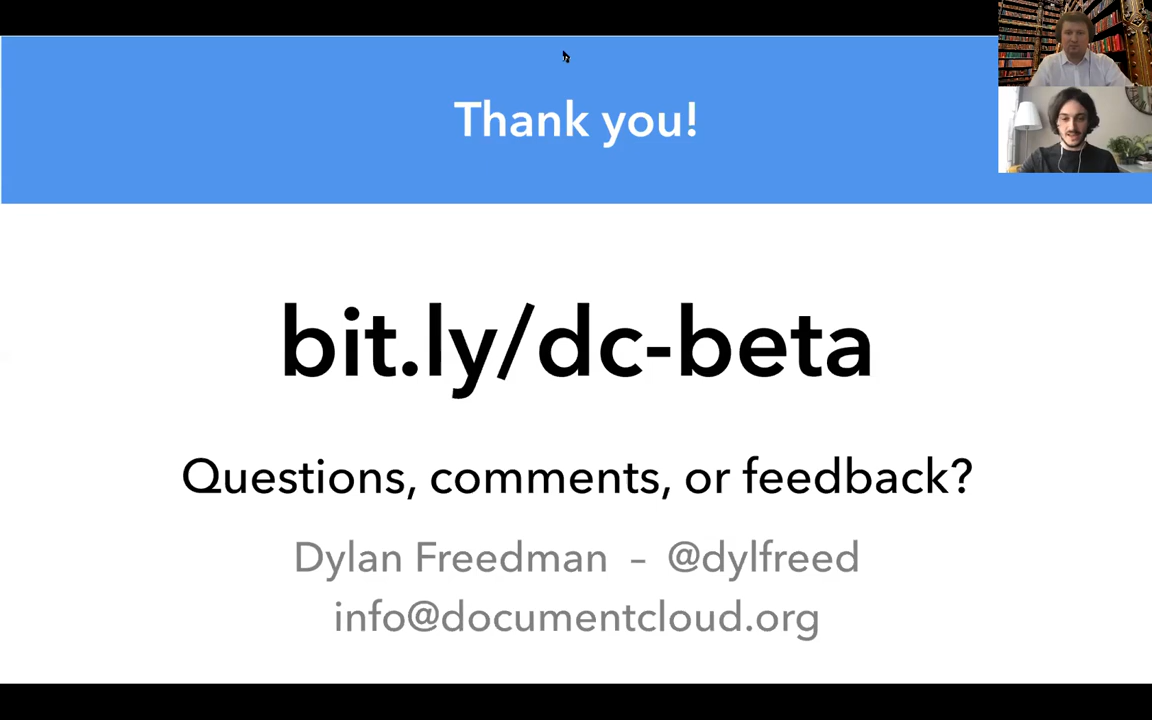 Thank you!
bit.ly/dc-beta
Questions, comments, or feedback?
Dylan Freedman – @dylfreed
info@documentcloud.org